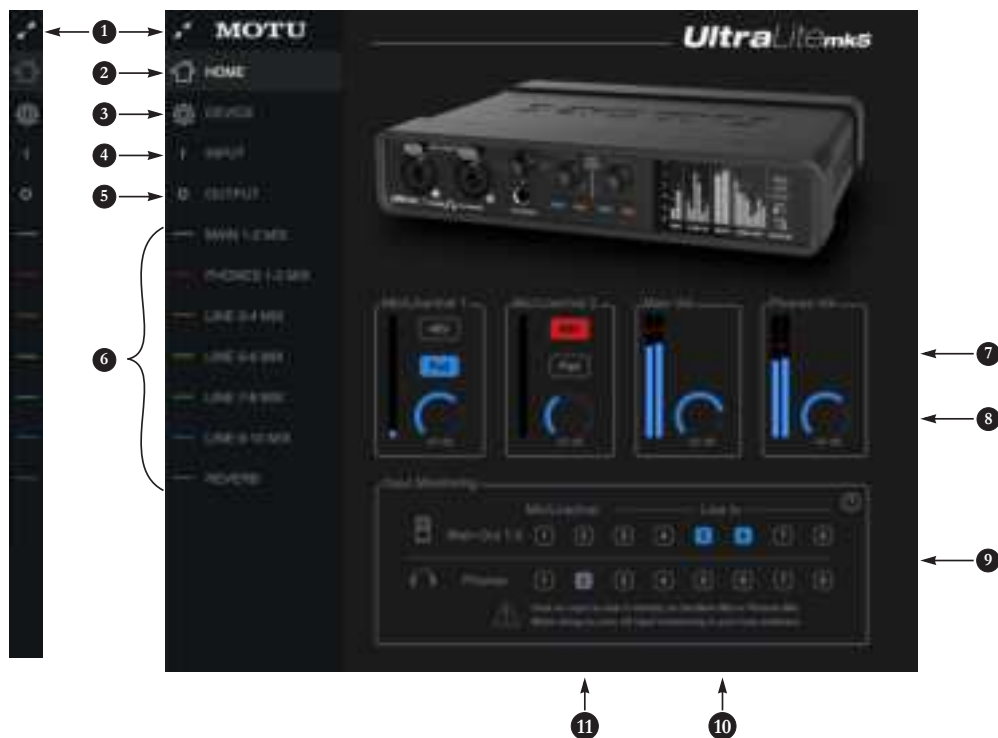 1
MOTU
UltraLite mk5
2
HOME
3
DEVICE
4
I
INPUT
5
O
OUTPUT
MAIN 1-2 MIX
PHONES 1-2 MIX
LINE 3-4 MIX
LINE 5-6 MIX
LINE 7-8 MIX
LINE 9-10 MIX
REVERB
6
Mic/Line/Inst 1
Mic/Line/Inst 2
Main Vol
Phones Vol
48V
48V
Pad
Pad
7
8
Input Monitoring
Mic/Line/Inst
Line In
Main Out 1-2
1 2 3 4 5 6 7 8
Phones
1 2 3 4 5 6 7 8
9
11
10